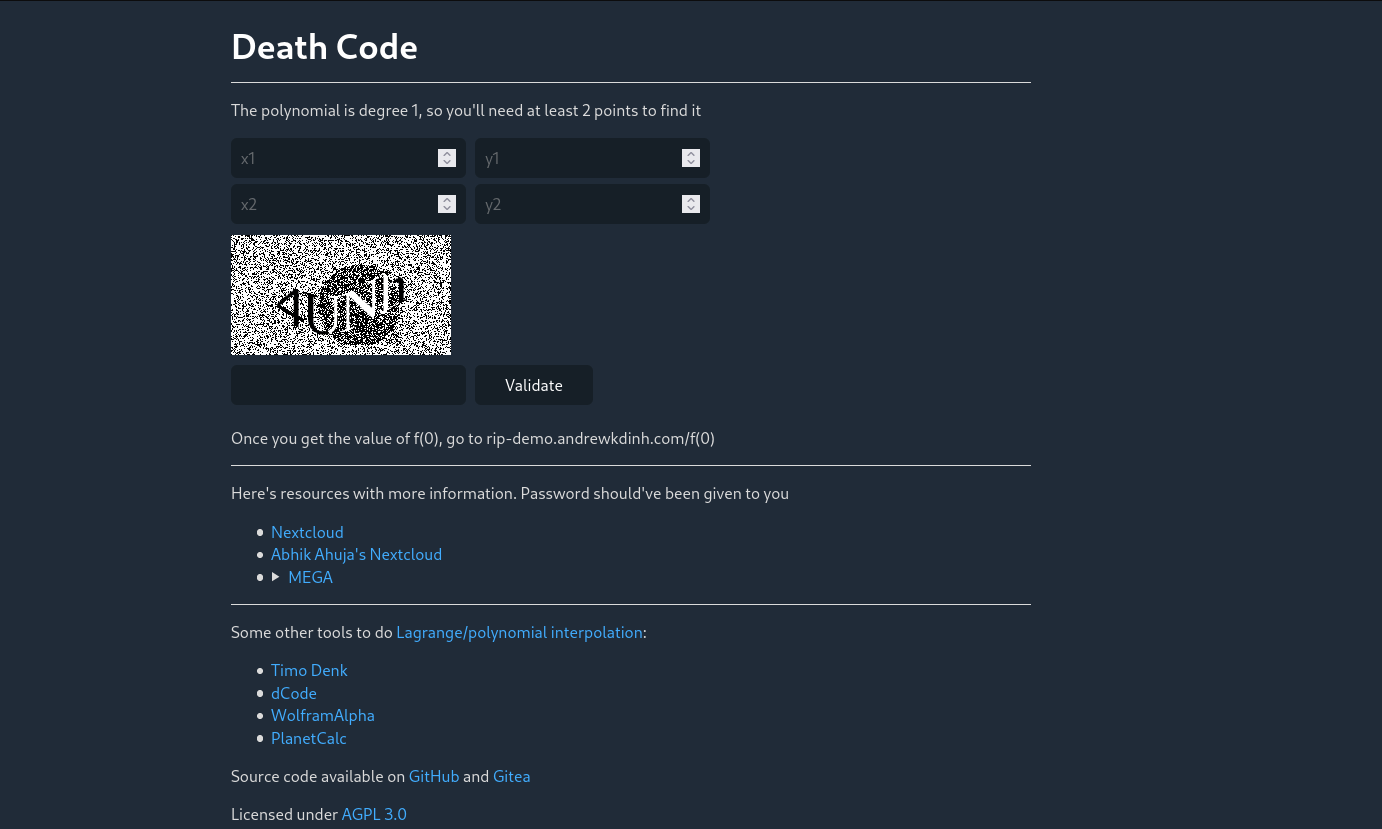 Death Code
The polynomial is degree 1, so you'll need at least 2 points to find it
x1 y1
x2 y2
Validate
Once you get the value of f(0), go to rip-demo.andrewkdinh.com/f(0)
Here's resources with more information. Password should've been given to you
Nextcloud
Abhik Ahuja's Nextcloud
MEGA
Some other tools to do Lagrange/polynomial interpolation:
Timo Denk
dCode
WolframAlpha
PlanetCalc
Source code available on GitHub and Gitea
Licensed under AGPL 3.0